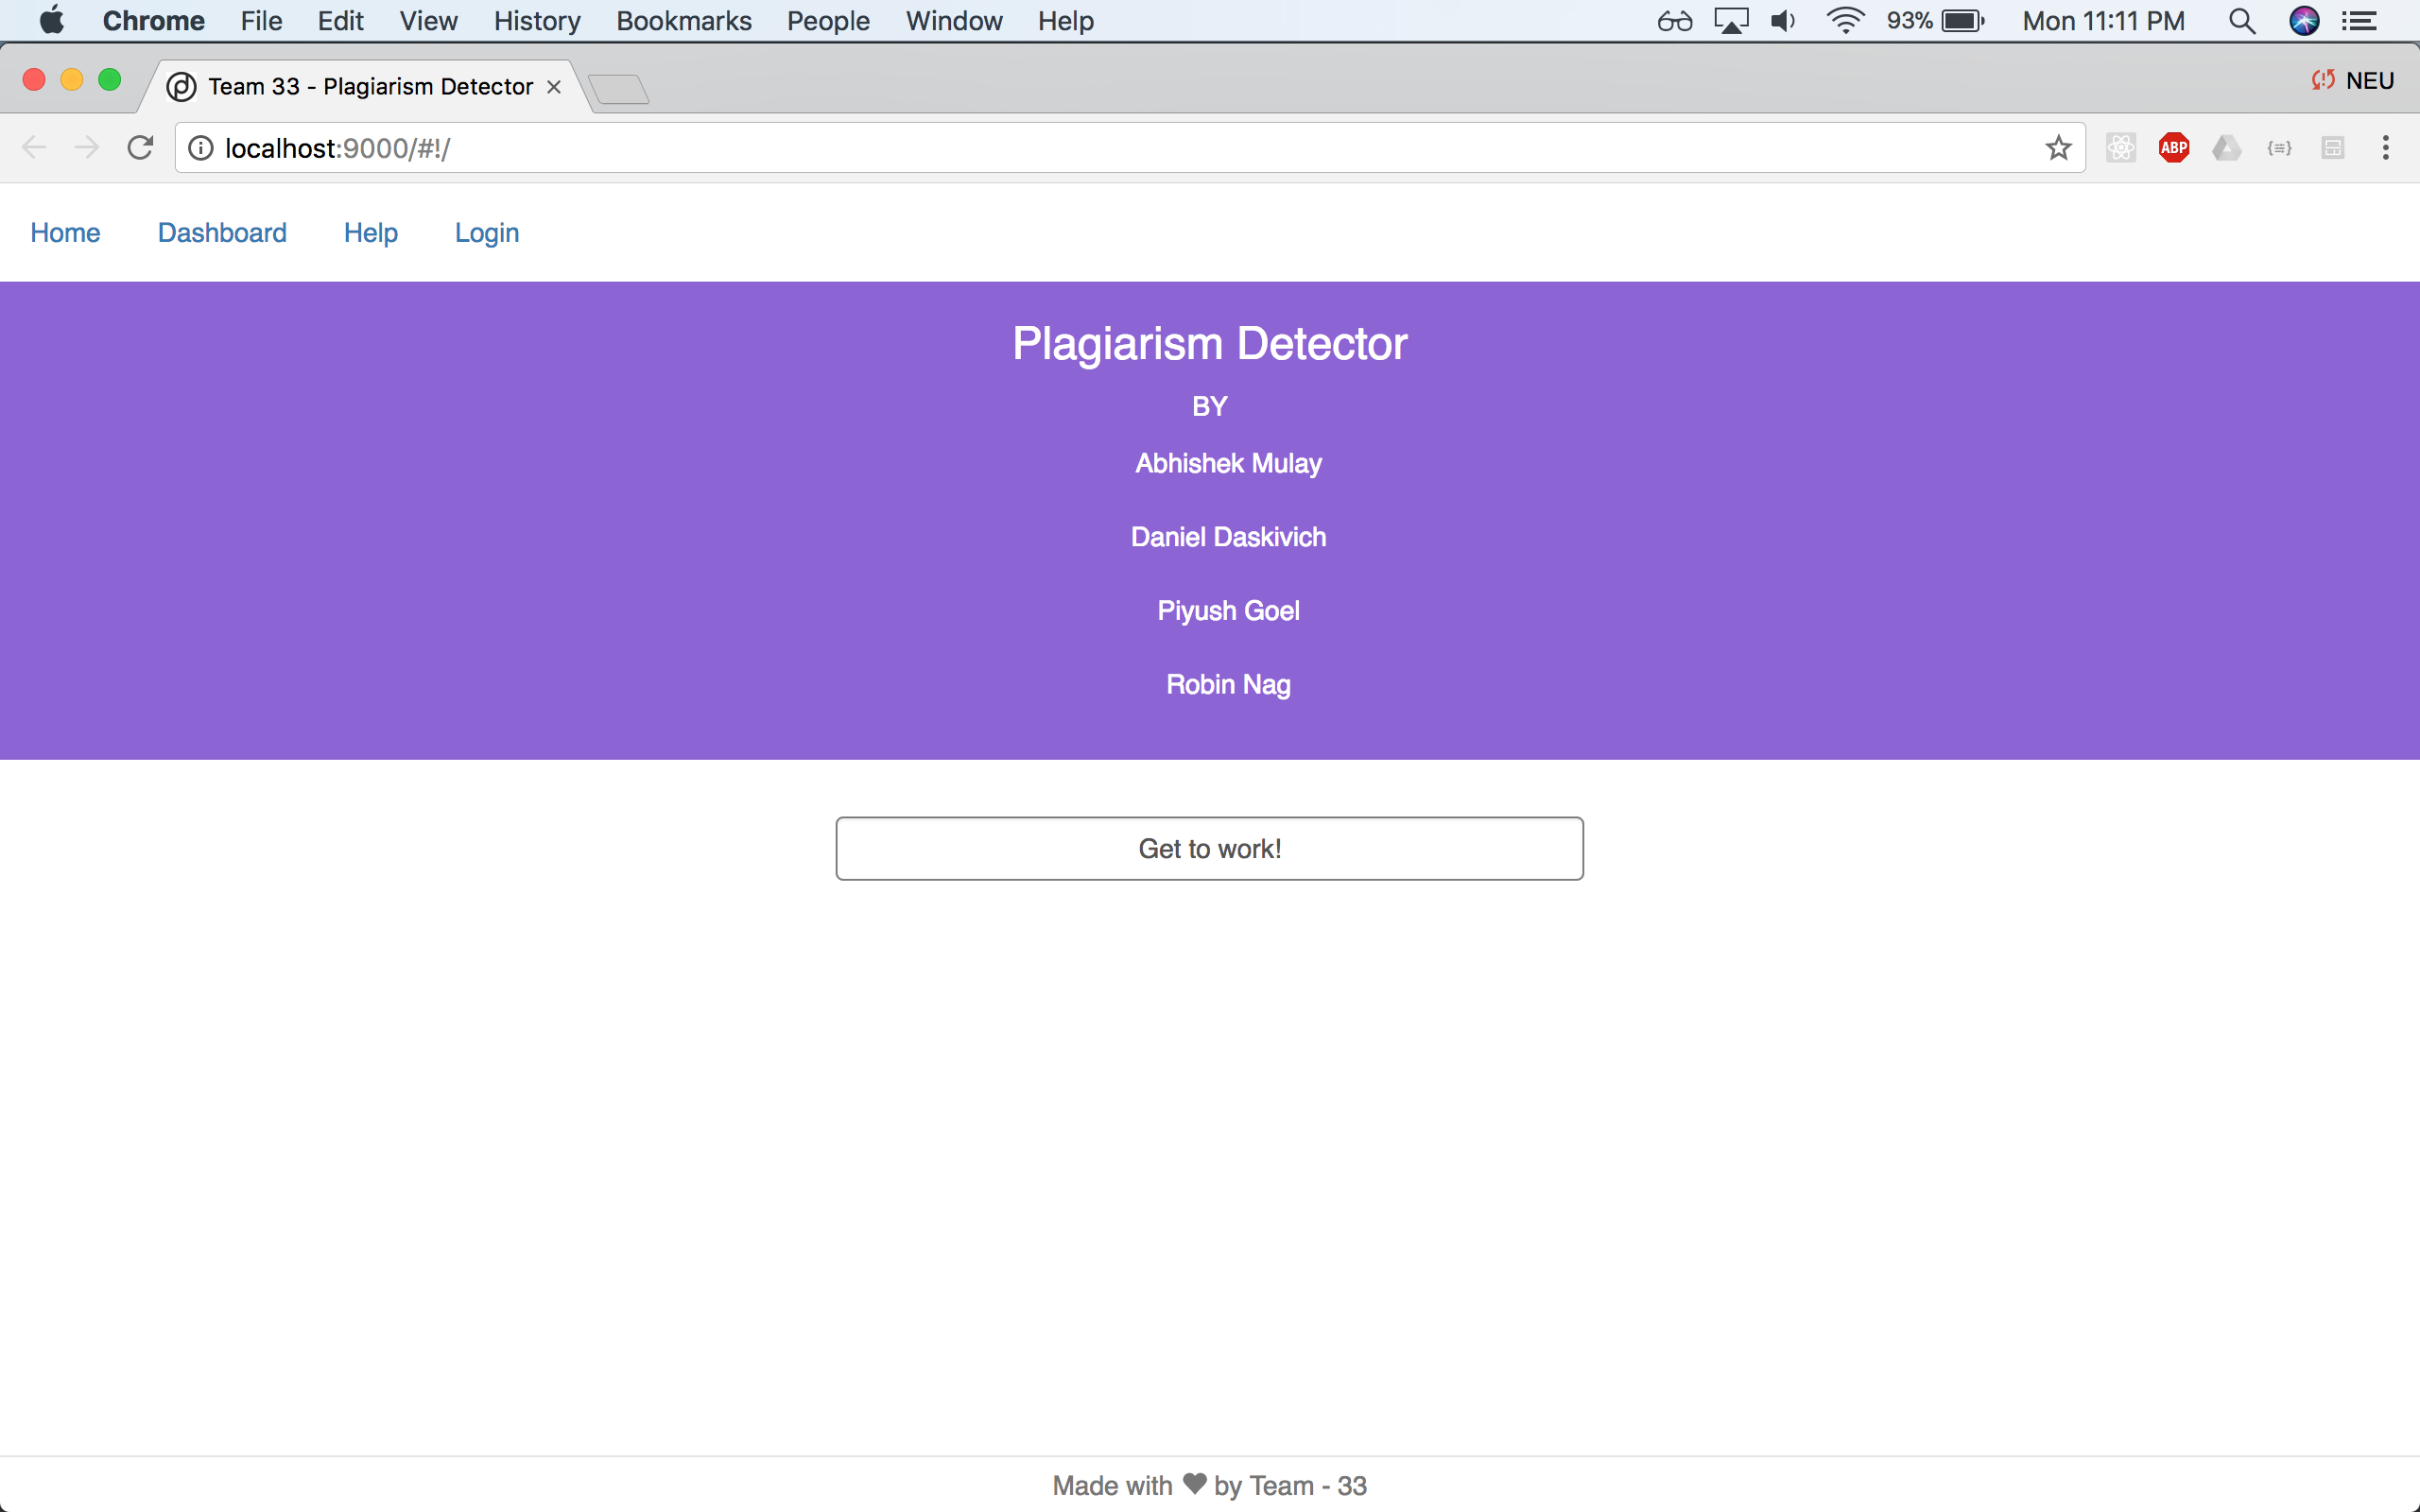 Chrome File Edit View History Bookmarks People Window Help 93% Mon 11:11 PM
Team 33 - Plagiarism Detector NEU
localhost:9000/#!/ ABP
Home Dashboard Help Login
Plagiarism Detector
BY
Abhishek Mulay
Daniel Daskivich
Piyush Goel
Robin Nag
Get to work!
Made with ♥ by Team - 33